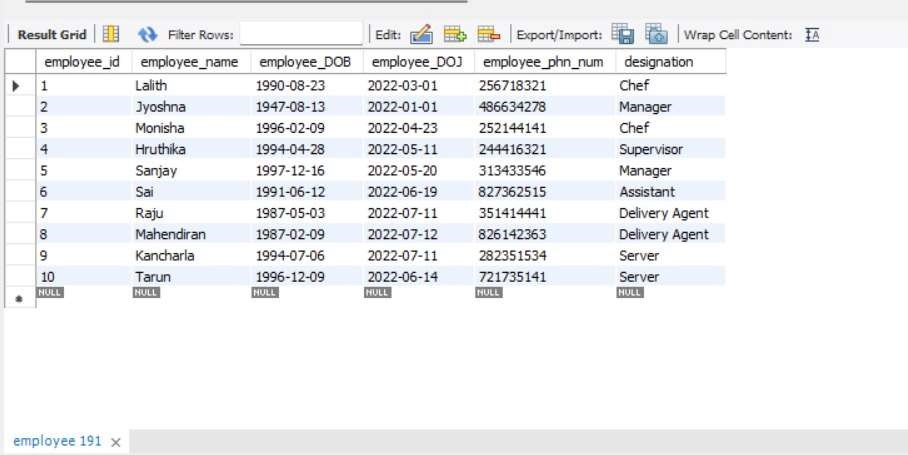 Result Grid Filter Rows: Edit: Export/Import: Wrap Cell Content: IA
employee_id employee_name employee_DOB employee_DOJ employee_phn_num designation
1 Lalith 1990-08-23 2022-03-01 256718321 Chef
2 Jyoshna 1947-08-13 2022-01-01 486634278 Manager
3 Monisha 1996-02-09 2022-04-23 252144141 Chef
4 Hruthika 1994-04-28 2022-05-11 244416321 Supervisor
5 Sanjay 1997-12-16 2022-05-20 313433546 Manager
6 Sai 1991-06-12 2022-06-19 827362515 Assistant
7 Raju 1987-05-03 2022-07-11 351414441 Delivery Agent
8 Mahendiran 1987-02-09 2022-07-12 826142363 Delivery Agent
9 Kancharla 1994-07-06 2022-07-11 282351534 Server
10 Tarun 1996-12-09 2022-06-14 721735141 Server
NULL NULL NULL NULL NULL NULL
employee 191